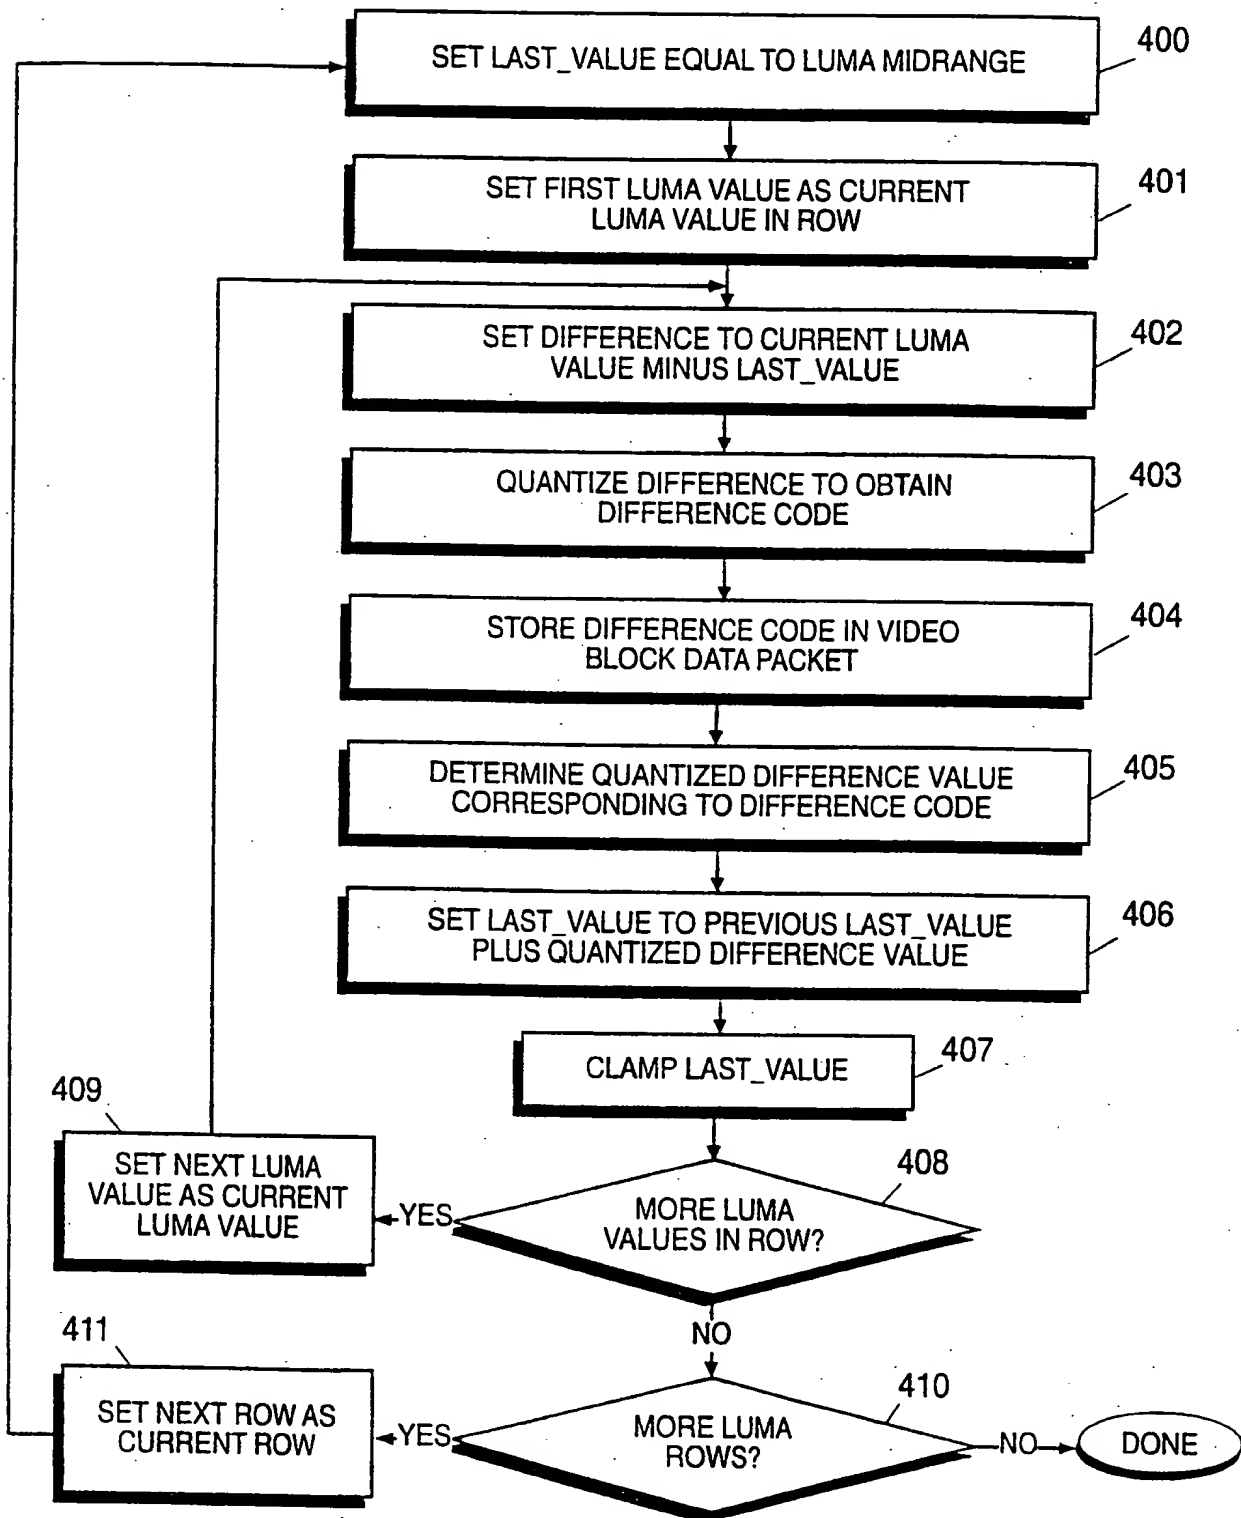 SET LAST_VALUE EQUAL TO LUMA MIDRANGE
400
SET FIRST LUMA VALUE AS CURRENT
LUMA VALUE IN ROW
401
SET DIFFERENCE TO CURRENT LUMA
VALUE MINUS LAST_VALUE
402
QUANTIZE DIFFERENCE TO OBTAIN
DIFFERENCE CODE
403
STORE DIFFERENCE CODE IN VIDEO
BLOCK DATA PACKET
404
DETERMINE QUANTIZED DIFFERENCE VALUE
CORRESPONDING TO DIFFERENCE CODE
405
SET LAST_VALUE TO PREVIOUS LAST_VALUE
PLUS QUANTIZED DIFFERENCE VALUE
406
CLAMP LAST_VALUE
407
409
SET NEXT LUMA
VALUE AS CURRENT
LUMA VALUE
YES
MORE LUMA
VALUES IN ROW?
408
NO
411
SET NEXT ROW AS
CURRENT ROW
YES
MORE LUMA
ROWS?
410
NO
DONE